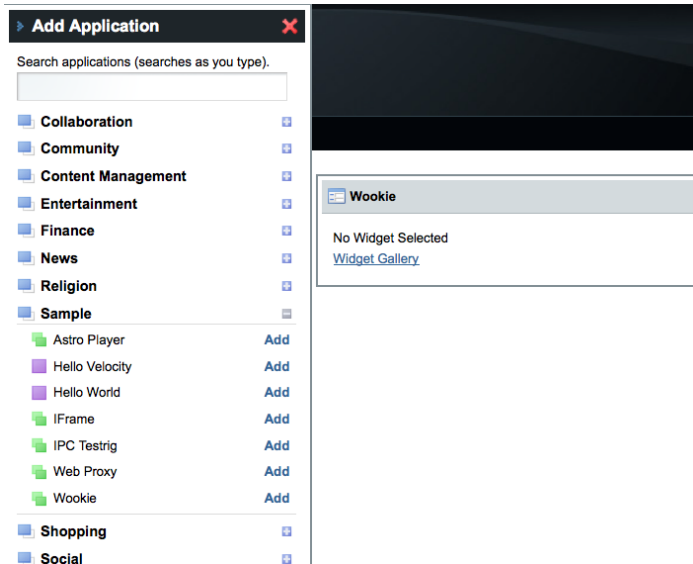 Add Application
Search applications (searches as you type).
Collaboration
Community
Content Management
Entertainment
Finance
News
Religion
Sample
Astro Player Add
Hello Velocity Add
Hello World Add
IFrame Add
IPC Testrig Add
Web Proxy Add
Wookie Add
Shopping
Social
Wookie
No Widget Selected
Widget Gallery